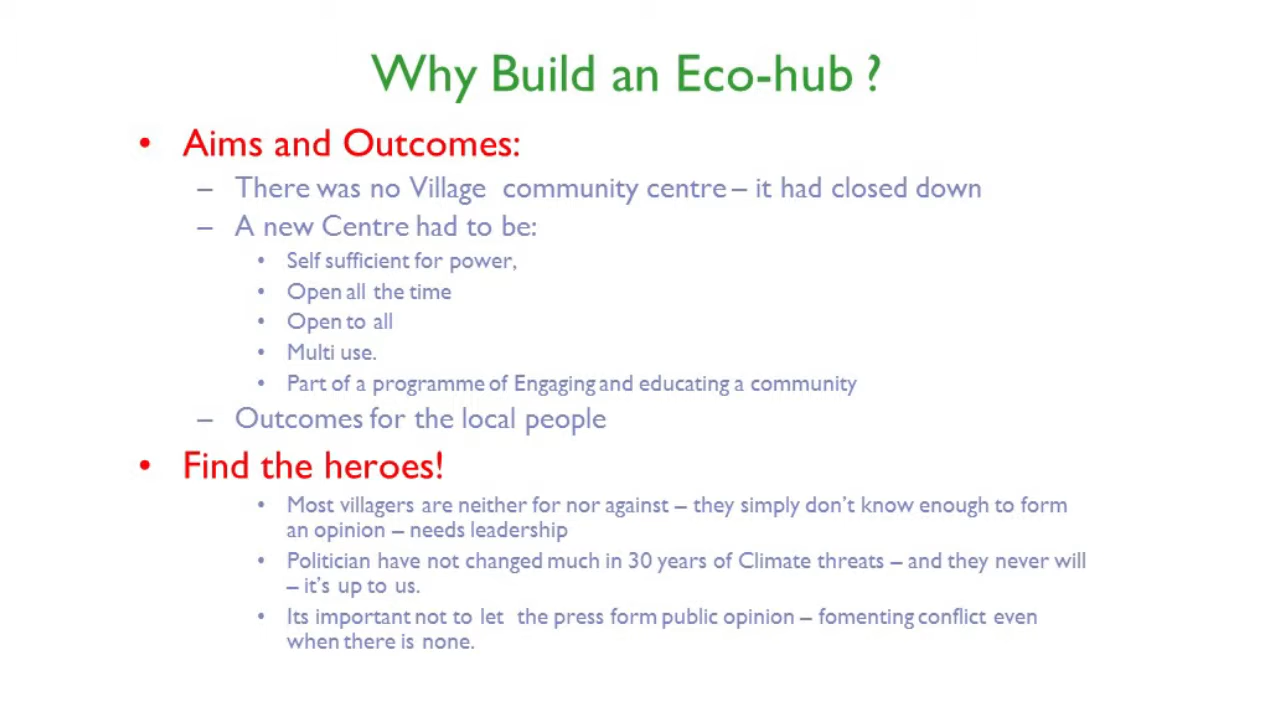 Why Build an Eco-hub ?
• Aims and Outcomes:
– There was no Village community centre – it had closed down
– A new Centre had to be:
• Self sufficient for power,
• Open all the time
• Open to all
• Multi use.
• Part of a programme of Engaging and educating a community
– Outcomes for the local people
• Find the heroes!
• Most villagers are neither for nor against – they simply don't know enough to form
an opinion – needs leadership
• Politician have not changed much in 30 years of Climate threats – and they never will
– it's up to us.
• Its important not to let the press form public opinion – fomenting conflict even
when there is none.